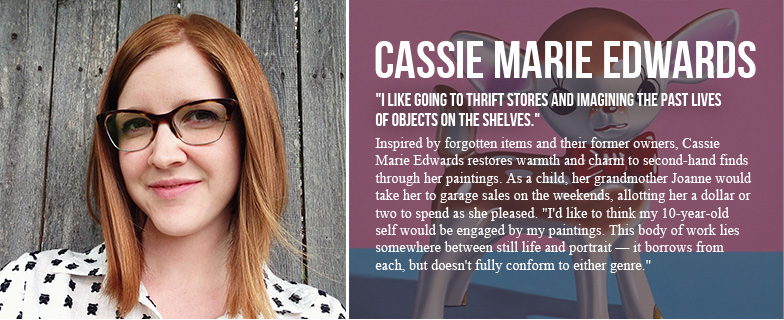 CASSIE MARIE EDWARDS
"I LIKE GOING TO THRIFT STORES AND IMAGINING THE PAST LIVES
OF OBJECTS ON THE SHELVES."
Inspired by forgotten items and their former owners, Cassie
Marie Edwards restores warmth and charm to second-hand finds
through her paintings. As a child, her grandmother Joanne would
take her to garage sales on the weekends, allotting her a dollar or
two to spend as she pleased. "I'd like to think my 10-year-old
self would be engaged by my paintings. This body of work lies
somewhere between still life and portrait — it borrows from
each, but doesn't fully conform to either genre."